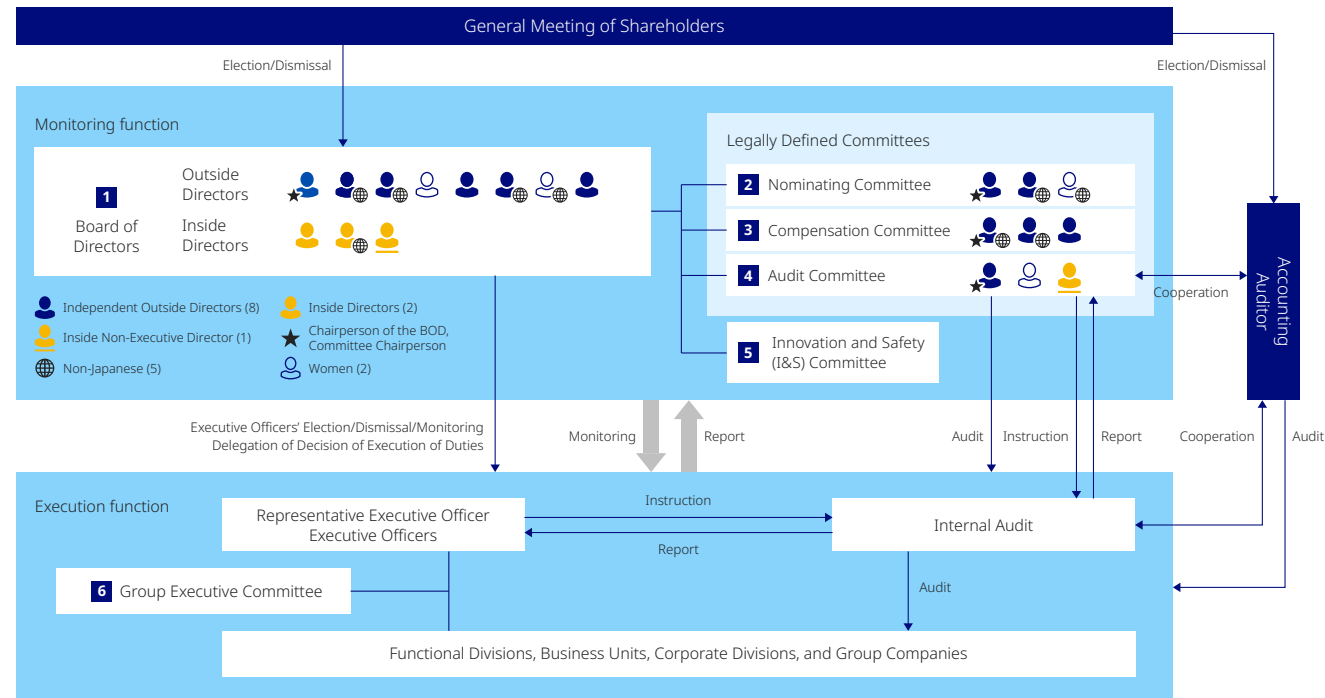 General Meeting of Shareholders
Election/Dismissal
Election/Dismissal
Monitoring function
1
Board of
Directors
Outside
Directors
Inside
Directors
Independent Outside Directors (8)
Inside Directors (2)
Inside Non-Executive Director (1)
Chairperson of the BOD,
Committee Chairperson
Non-Japanese (5)
Women (2)
Legally Defined Committees
2 Nominating Committee
3 Compensation Committee
4 Audit Committee
5 Innovation and Safety
(I&S) Committee
Cooperation
Accounting
Auditor
Executive Officers' Election/Dismissal/Monitoring
Delegation of Decision of Execution of Duties
Monitoring
Report
Audit
Instruction
Report
Cooperation
Audit
Execution function
Representative Executive Officer
Executive Officers
Instruction
Report
Internal Audit
6 Group Executive Committee
Audit
Functional Divisions, Business Units, Corporate Divisions, and Group Companies